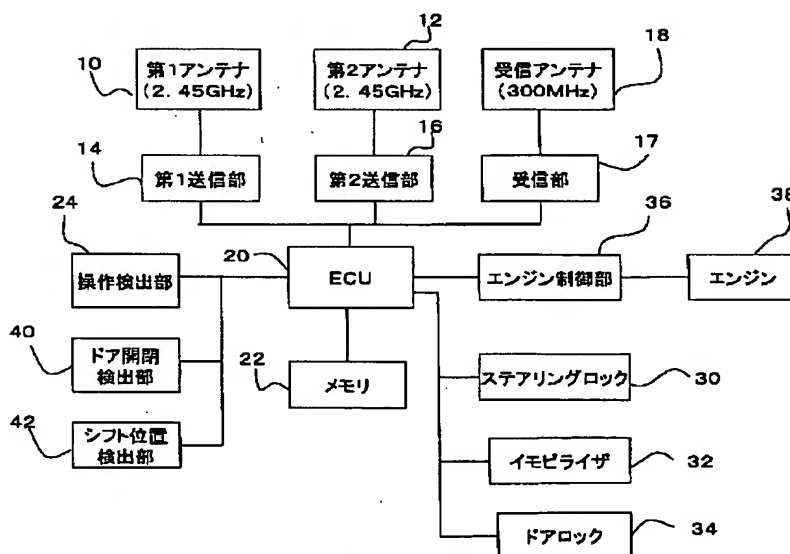 12
10
第1アンテナ
(2. 45GHz)
第2アンテナ
(2. 45GHz)
受信アンテナ
(300MHz)
18
14
第1送信部
16
第2送信部
17
受信部
24
操作検出部
20
ECU
36
エンジン制御部
38
エンジン
40
ドア開閉
検出部
22
メモリ
ステアリングロック
30
42
シフト位置
検出部
イモビライザ
32
ドアロック
34